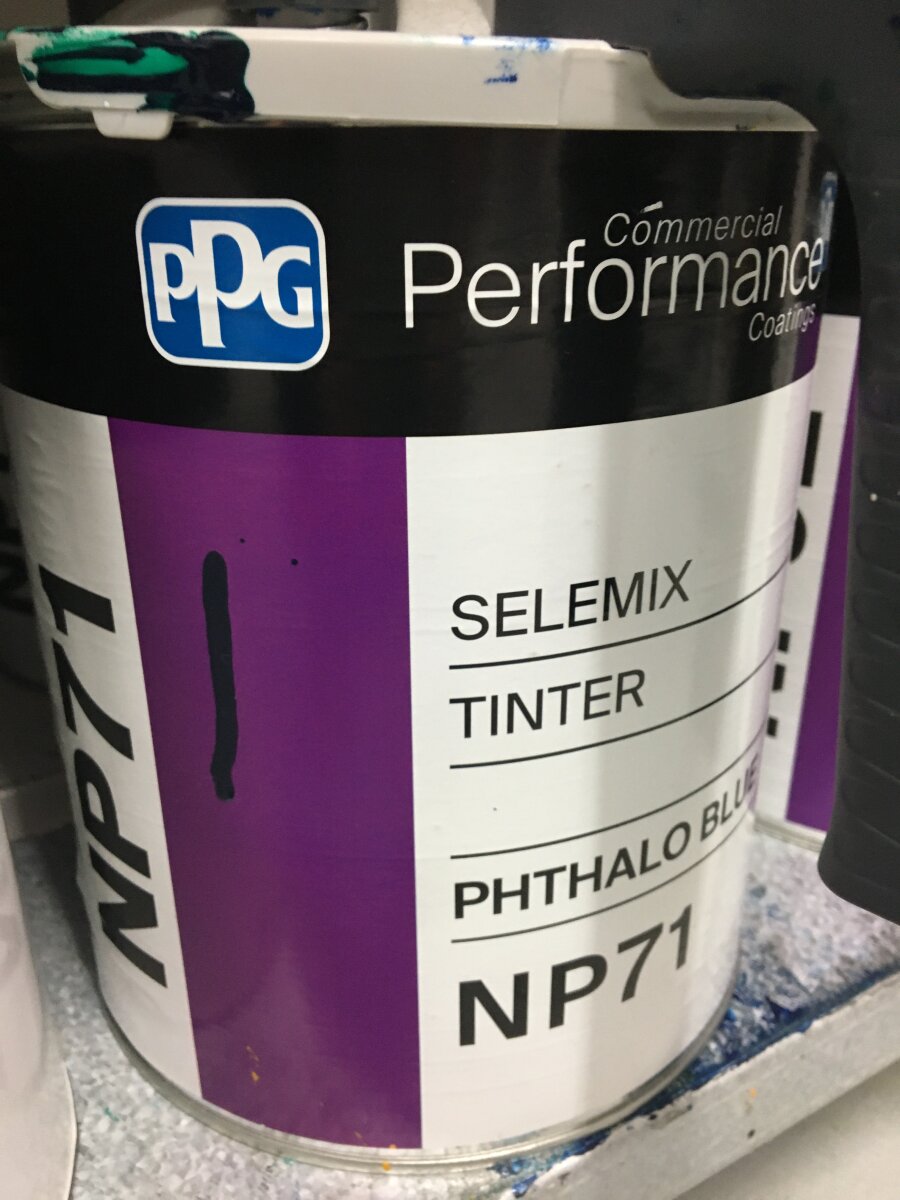 PPG
Commercial
Performance
Coatings
NP71
SELEMIX
TINTER
PHTHALO BLUE
NP71